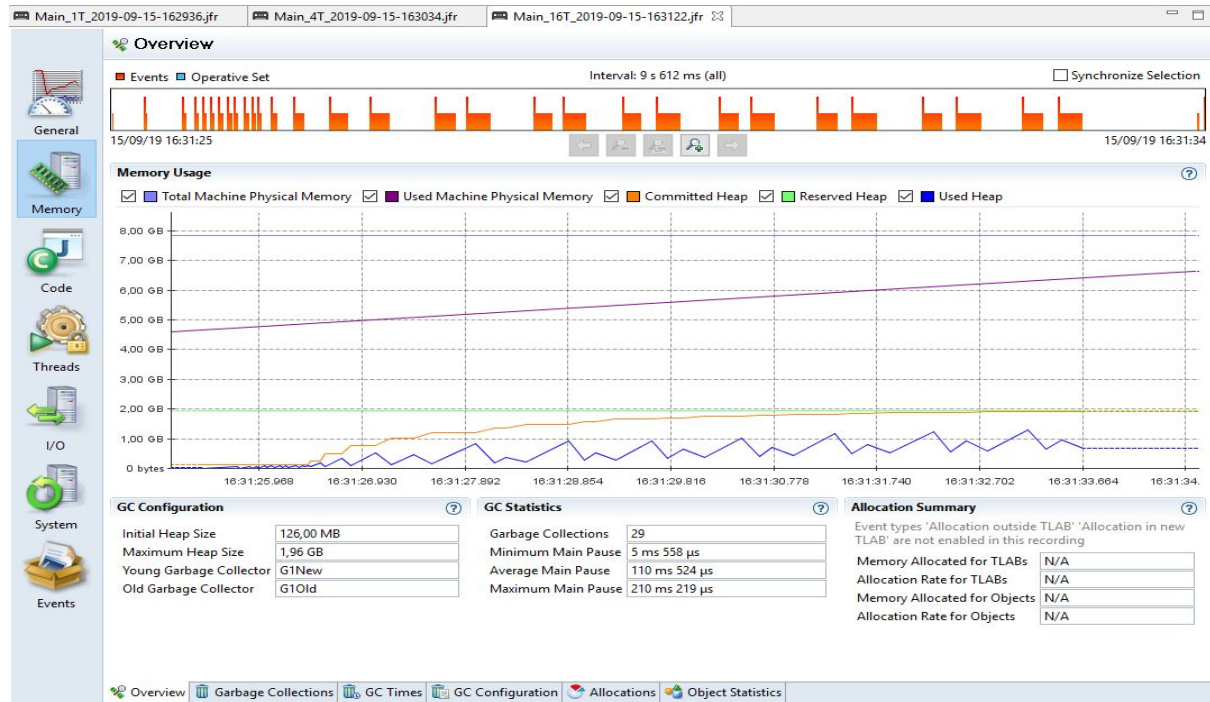 Main_1T_2019-09-15-162936.jfr Main_4T_2019-09-15-163034.jfr Main_16T_2019-09-15-163122.jfr
Overview
Events Operative Set Interval: 9 s 612 ms (all) Synchronize Selection
15/09/19 16:31:25 15/09/19 16:31:34
General
Memory
Code
Threads
I/O
System
Events
Memory Usage
Total Machine Physical Memory Used Machine Physical Memory Committed Heap Reserved Heap Used Heap
8,00 GB
7,00 GB
6,00 GB
5,00 GB
4,00 GB
3,00 GB
2,00 GB
1,00 GB
0 bytes
16:31:25.968 16:31:26.930 16:31:27.892 16:31:28.854 16:31:29.816 16:31:30.778 16:31:31.740 16:31:32.702 16:31:33.664 16:31:34.
GC Configuration
Initial Heap Size 126,00 MB
Maximum Heap Size 1,96 GB
Young Garbage Collector G1New
Old Garbage Collector G1Old
GC Statistics
Garbage Collections 29
Minimum Main Pause 5 ms 558 µs
Average Main Pause 110 ms 524 µs
Maximum Main Pause 210 ms 219 µs
Allocation Summary
Event types 'Allocation outside TLAB' 'Allocation in new
TLAB' are not enabled in this recording
Memory Allocated for TLABs N/A
Allocation Rate for TLABs N/A
Memory Allocated for Objects N/A
Allocation Rate for Objects N/A
Overview Garbage Collections GC Times GC Configuration Allocations Object Statistics